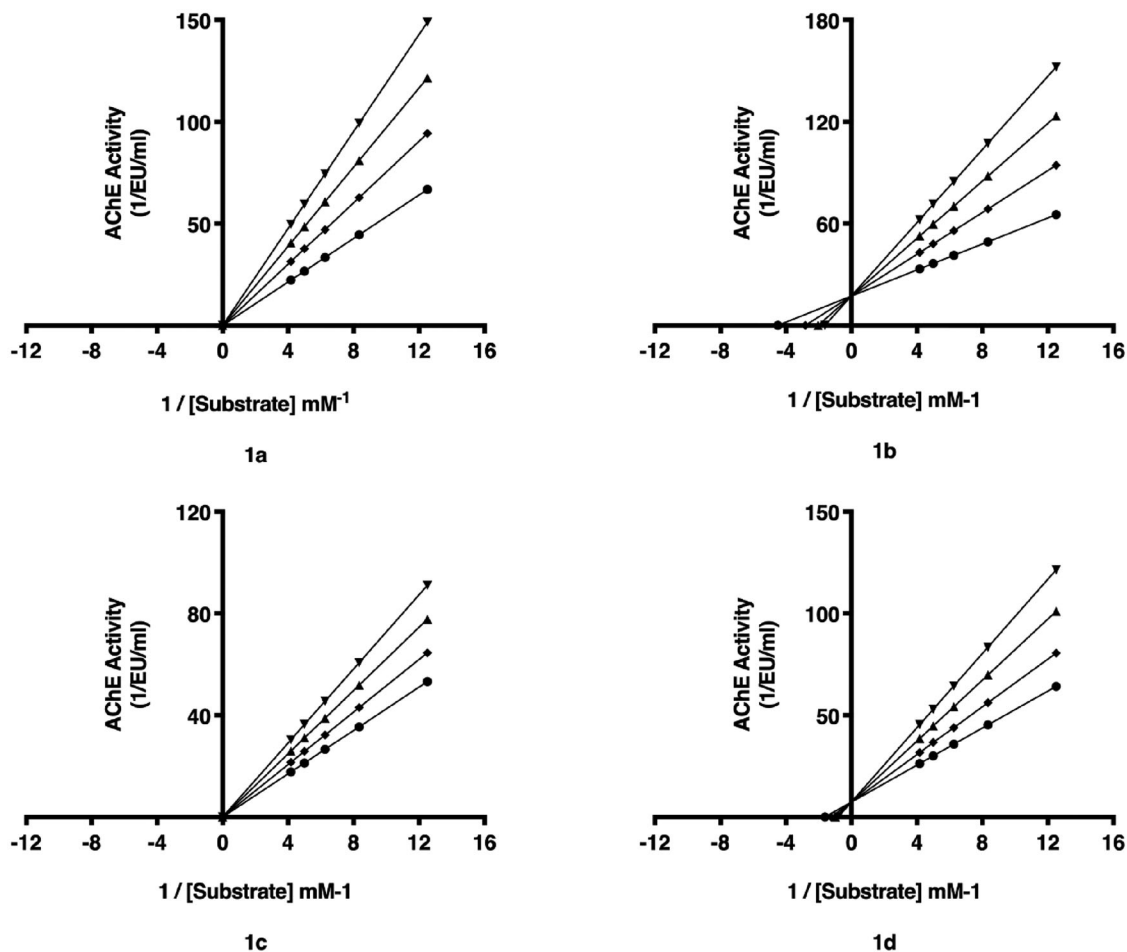 150
100
50
AChE Activity
(1/EU/ml)
-12 -8 -4 0 4 8 12 16
1 / [Substrate] mM-1
1a
180
120
60
AChE Activity
(1/EU/ml)
-12 -8 -4 0 4 8 12 16
1 / [Substrate] mM-1
1b
120
80
40
AChE Activity
(1/EU/ml)
-12 -8 -4 0 4 8 12 16
1 / [Substrate] mM-1
1c
150
100
50
AChE Activity
(1/EU/ml)
-12 -8 -4 0 4 8 12 16
1 / [Substrate] mM-1
1d